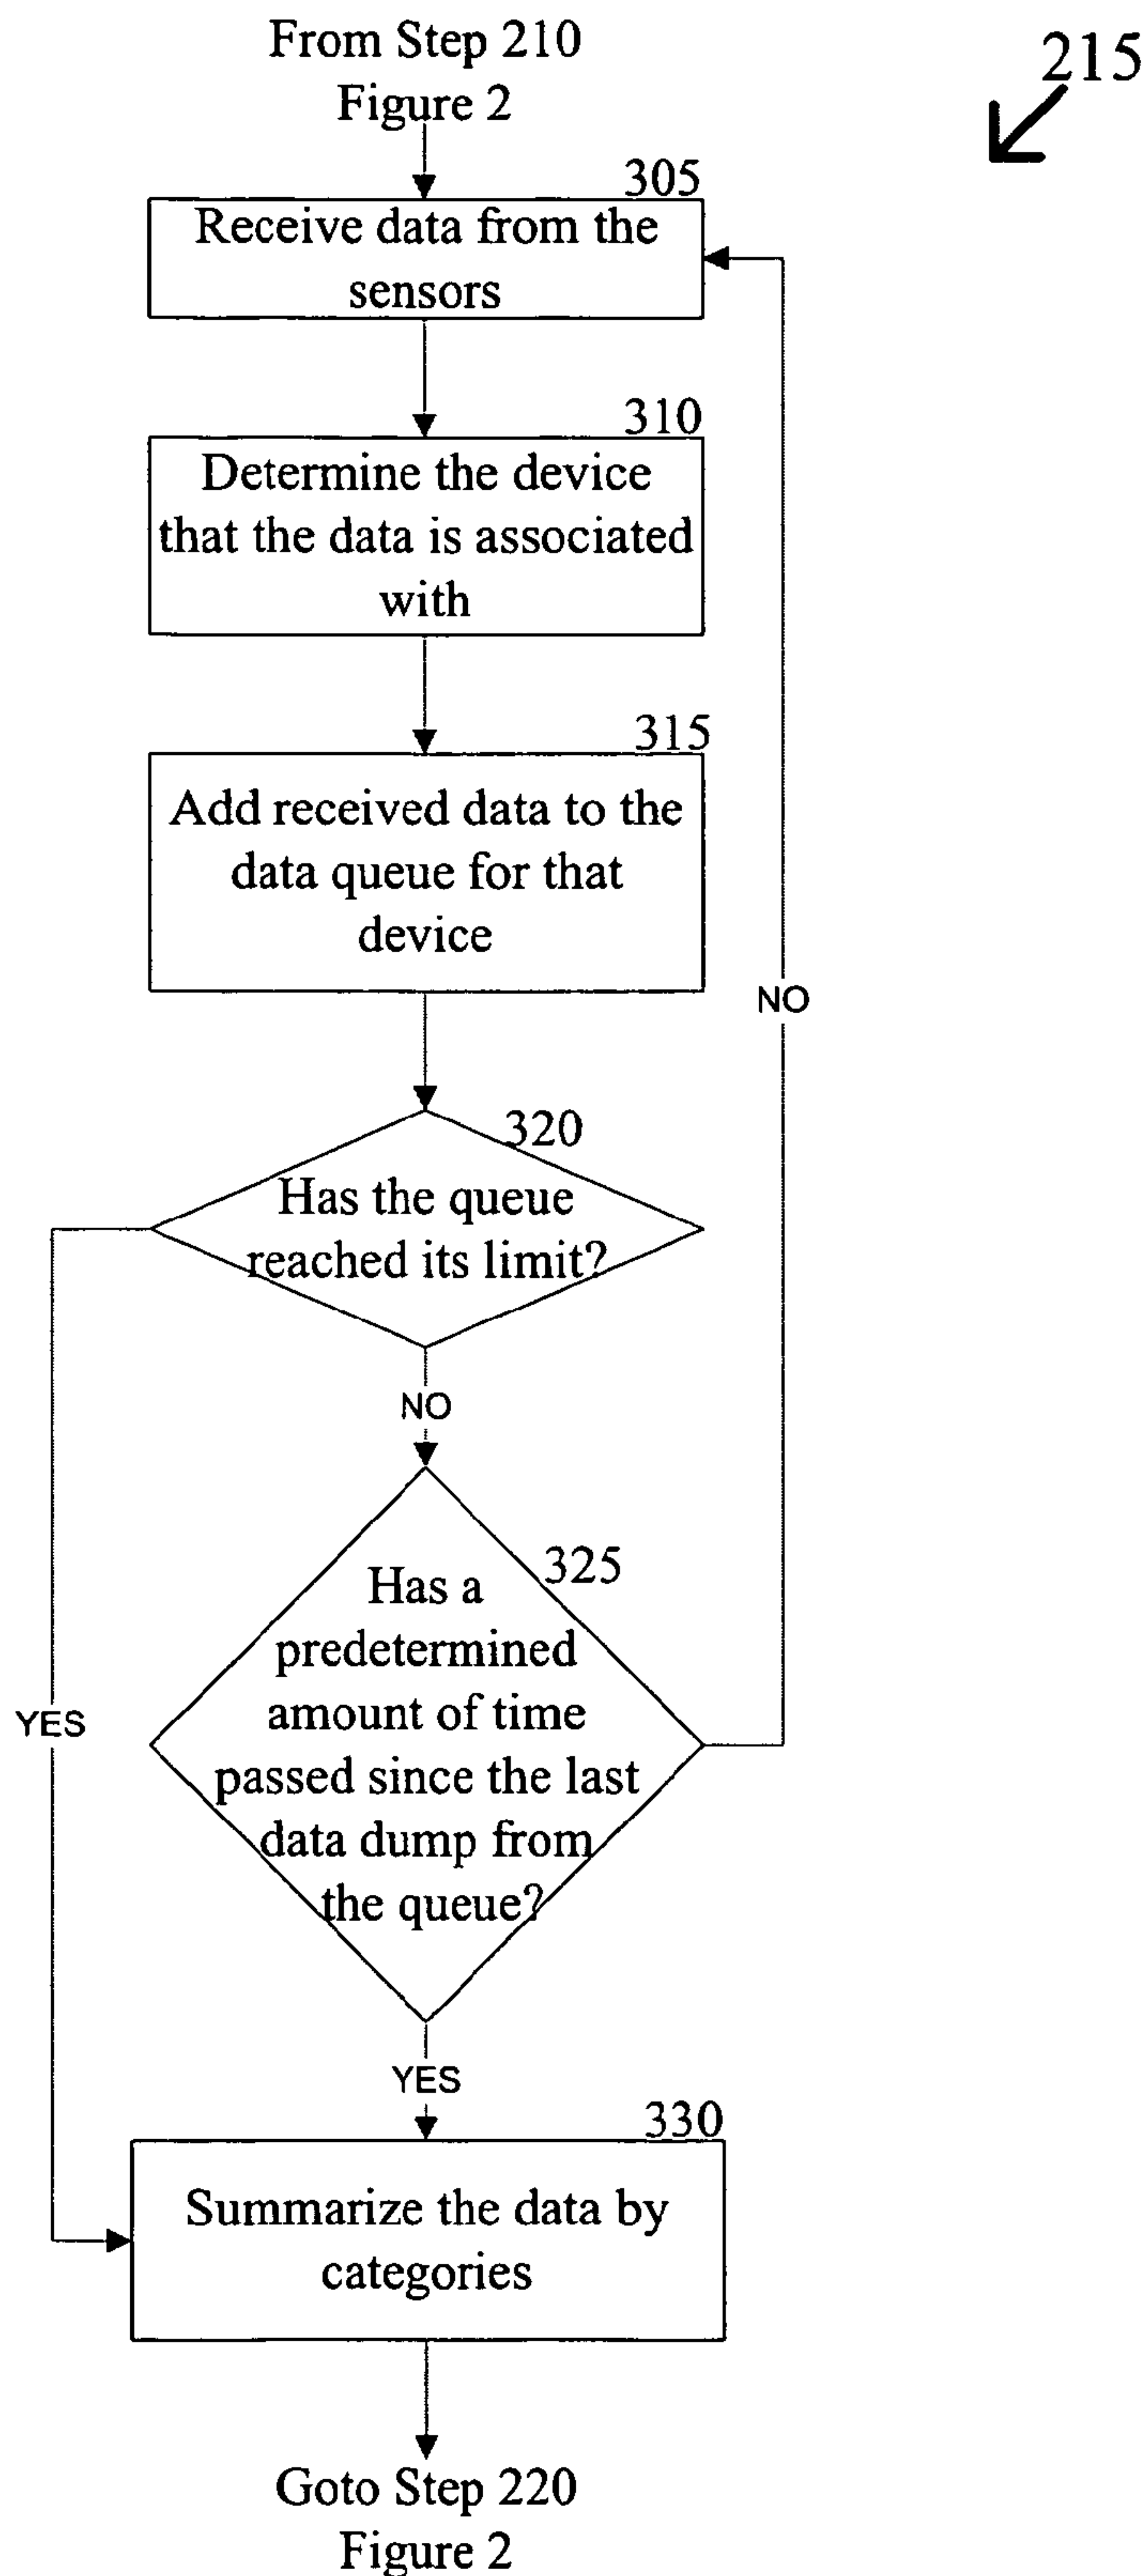 From Step 210
Figure 2
215
305
Receive data from the
sensors
310
Determine the device
that the data is associated
with
315
Add received data to the
data queue for that
device
NO
320
Has the queue
reached its limit?
NO
325
Has a
predetermined
amount of time
passed since the last
data dump from
the queue?
YES
YES
330
Summarize the data by
categories
Goto Step 220
Figure 2